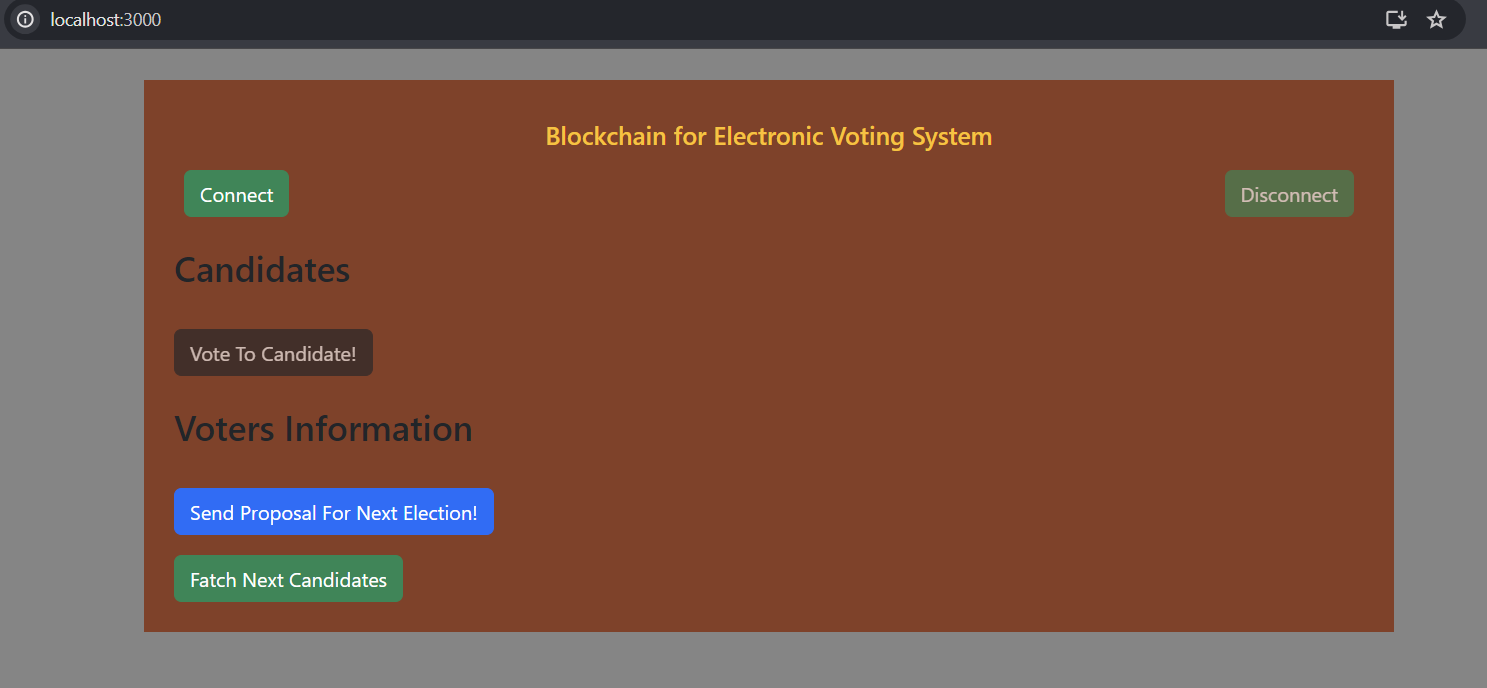 localhost:3000
Blockchain for Electronic Voting System
Connect
Disconnect
Candidates
Vote To Candidate!
Voters Information
Send Proposal For Next Election!
Fatch Next Candidates